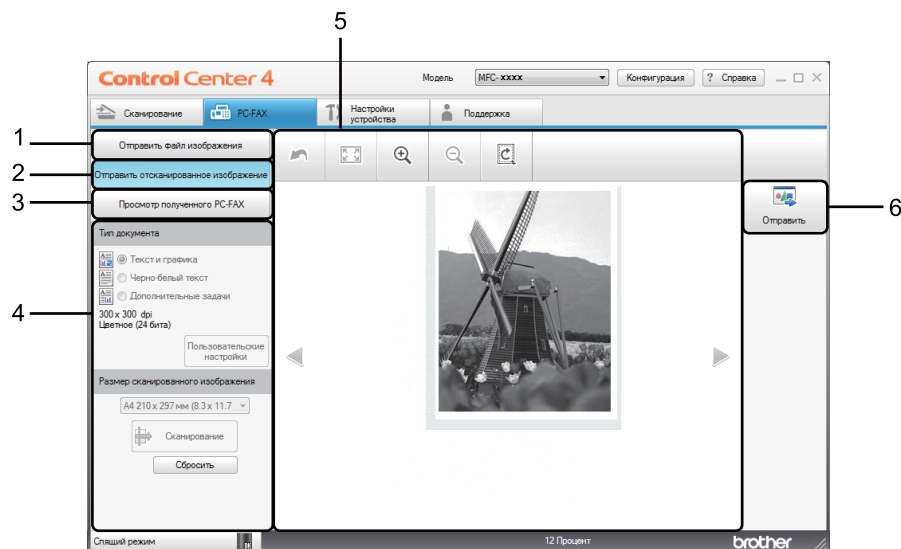 5
Control Center 4
Модель MFC-xxxx Конфигурация ? Справка
Сканирование PC-FAX Настройки устройства Поддержка
1 Отправить файл изображения
2 Отправить отсканированное изображение
3 Просмотр полученного PC-FAX
Отправить 6
4
Тип документа
Текст и графика
Черно-белый текст
Дополнительные задачи
300 x 300 dpi
Цветное (24 бита)
Пользовательские
настройки
Размер сканированного изображения
A4 210 x 297 мм (8.3 x 11.7
Сканирование
Сбросить
Спящий режим BK 12 Процент brother